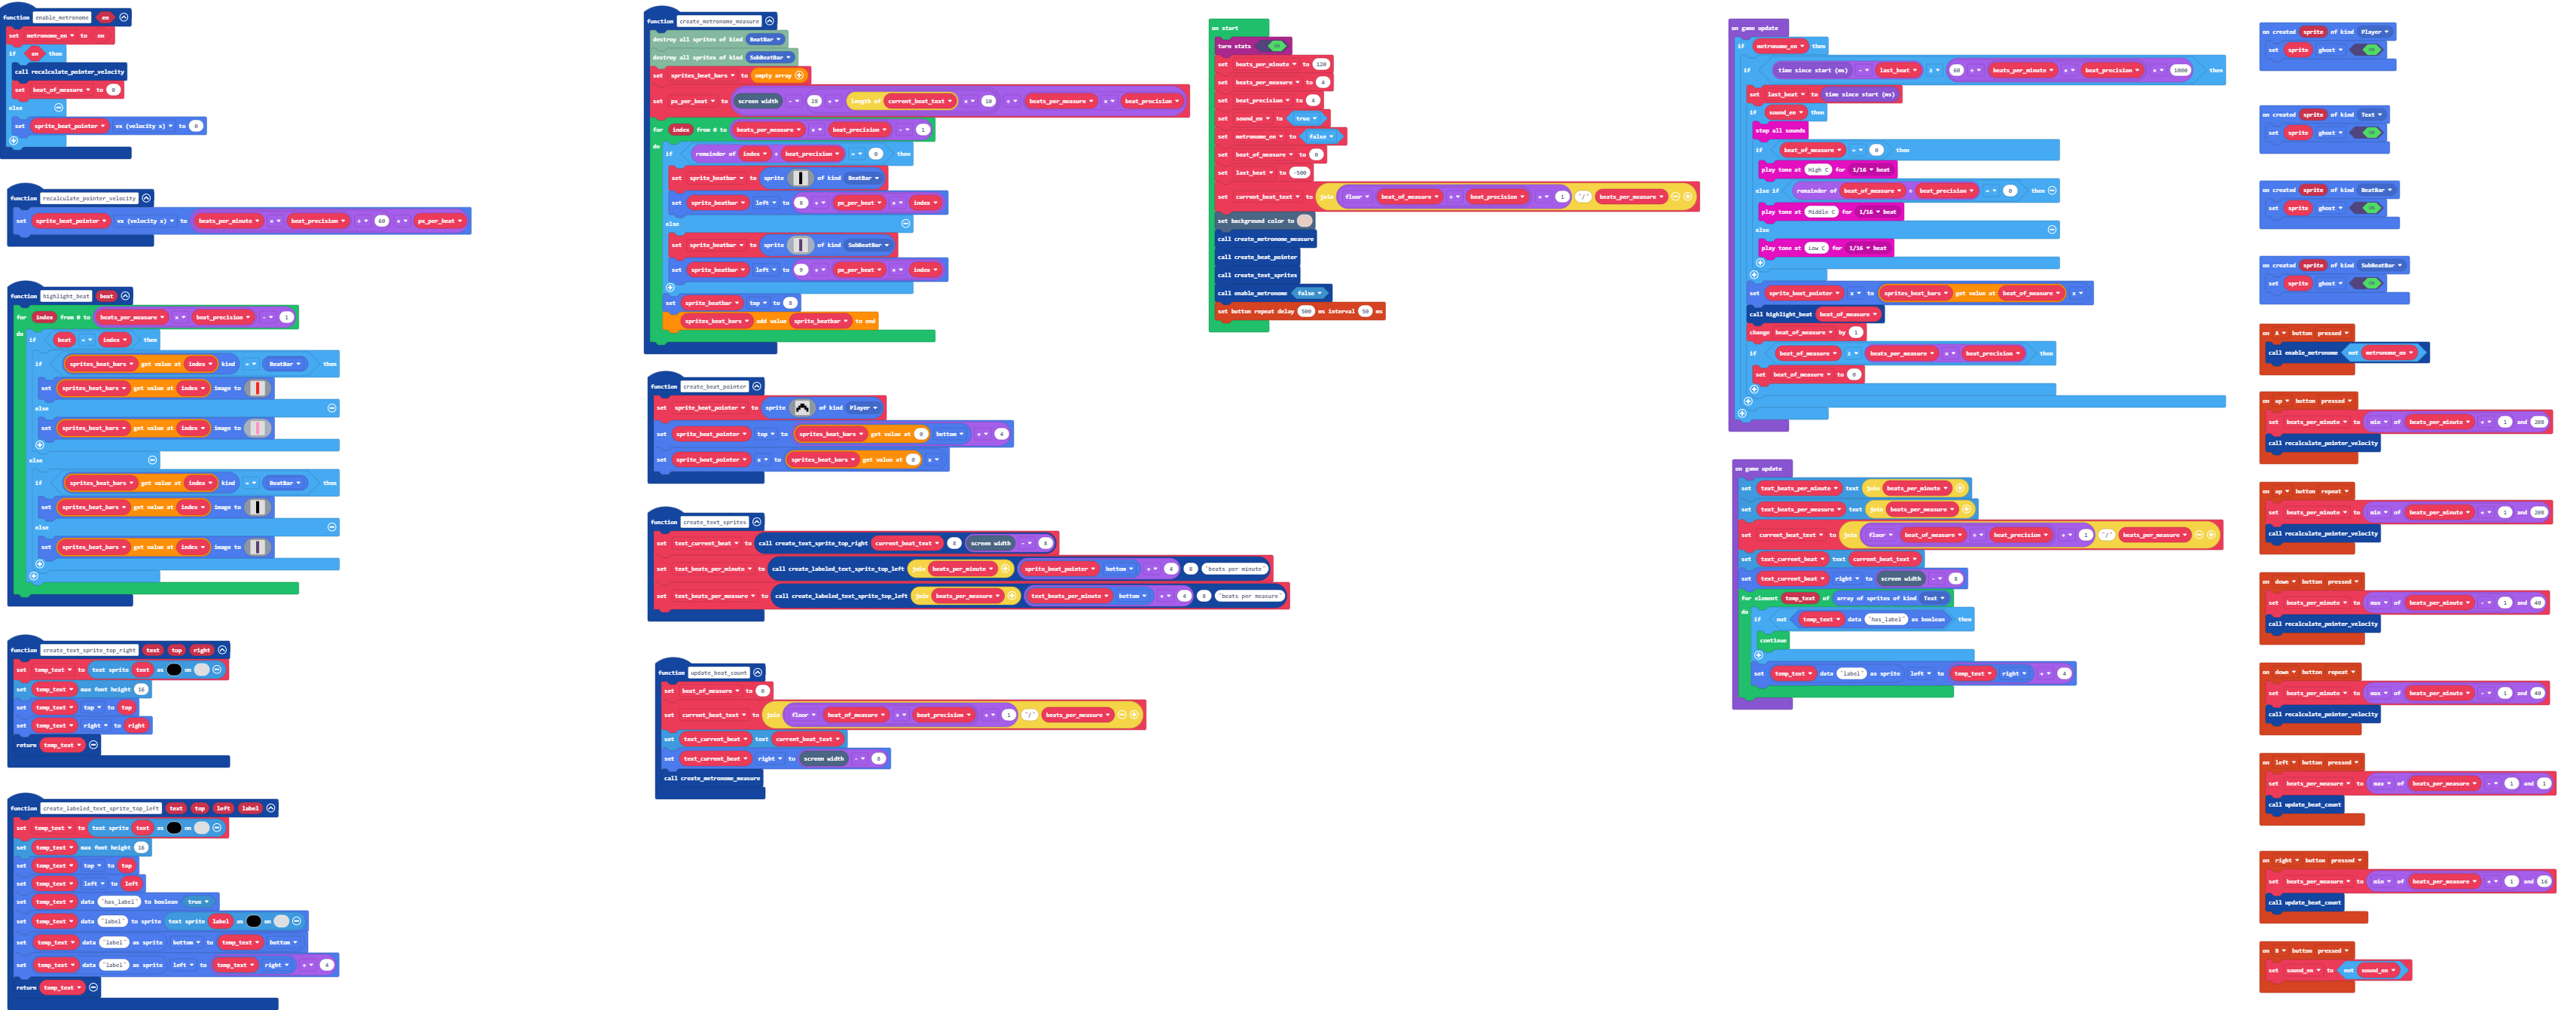 function enable_metronome en
set metronome_en to en
if en then
call recalculate_pointer_velocity
set beat_of_measure to 0
else
set sprite_beat_pointer vx (velocity x) to 0
function recalculate_pointer_velocity
set sprite_beat_pointer vx (velocity x) to beats_per_minute × beat_precision ÷ 60 × px_per_beat
function highlight_beat beat
for index from 0 to beats_per_measure × beat_precision - 1
do
if beat = index then
if sprites_beat_bars get value at index kind = BeatBar then
set sprites_beat_bars get value at index image to
else
set sprites_beat_bars get value at index image to
else
if sprites_beat_bars get value at index kind = BeatBar then
set sprites_beat_bars get value at index image to
else
set sprites_beat_bars get value at index image to
function create_text_sprite_top_right text top right
set temp_text to text sprite text as on
set temp_text max font height 16
set temp_text top to top
set temp_text right to right
return temp_text
function create_labeled_text_sprite_top_left text top left label
set temp_text to text sprite text as on
set temp_text max font height 16
set temp_text top to top
set temp_text left to left
set temp_text data "has_label" to boolean true
set temp_text data "label" to sprite text sprite label as on
set temp_text data "label" as sprite bottom to temp_text bottom
set temp_text data "label" as sprite left to temp_text right + 4
return temp_text
function create_metronome_measure
destroy all sprites of kind BeatBar
destroy all sprites of kind SubBeatBar
set sprites_beat_bars to empty array
set px_per_beat to screen width - 28 + length of current_beat_text × 10 ÷ beats_per_measure × beat_precision
for index from 0 to beats_per_measure × beat_precision - 1
do
if remainder of index ÷ beat_precision = 0 then
set sprite_beatbar to sprite of kind BeatBar
set sprite_beatbar left to 8 + px_per_beat × index
else
set sprite_beatbar to sprite of kind SubBeatBar
set sprite_beatbar left to 9 + px_per_beat × index
set sprite_beatbar top to 8
sprites_beat_bars add value sprite_beatbar to end
function create_beat_pointer
set sprite_beat_pointer to sprite of kind Player
set sprite_beat_pointer top to sprites_beat_bars get value at 0 bottom + 4
set sprite_beat_pointer x to sprites_beat_bars get value at 0 x
function create_text_sprites
set text_current_beat to call create_text_sprite_top_right current_beat_text 8 screen width - 8
set text_beats_per_minute to call create_labeled_text_sprite_top_left join beats_per_minute sprite_beat_pointer bottom + 4 8 "beats per minute"
set text_beats_per_measure to call create_labeled_text_sprite_top_left join beats_per_measure text_beats_per_minute bottom + 4 8 "beats per measure"
function update_beat_count
set beat_of_measure to 0
set current_beat_text to join floor beat_of_measure ÷ beat_precision + 1 "/" beats_per_measure
set text_current_beat text current_beat_text
set text_current_beat right to screen width - 8
call create_metronome_measure
on start
turn stats ON
set beats_per_minute to 120
set beats_per_measure to 4
set beat_precision to 4
set sound_en to true
set metronome_en to false
set beat_of_measure to 0
set last_beat to -500
set current_beat_text to join floor beat_of_measure ÷ beat_precision + 1 "/" beats_per_measure
set background color to
call create_metronome_measure
call create_beat_pointer
call create_text_sprites
call enable_metronome false
set button repeat delay 500 ms interval 50 ms
on game update
if metronome_en then
if time since start (ms) - last_beat ≥ 60 ÷ beats_per_minute × beat_precision × 1000 then
set last_beat to time since start (ms)
if sound_en then
stop all sounds
if beat_of_measure = 0 then
play tone at High C for 1/16 beat
else if remainder of beat_of_measure ÷ beat_precision = 0 then
play tone at Middle C for 1/16 beat
else
play tone at Low C for 1/16 beat
set sprite_beat_pointer x to sprites_beat_bars get value at beat_of_measure x
call highlight_beat beat_of_measure
change beat_of_measure by 1
if beat_of_measure ≥ beats_per_measure × beat_precision then
set beat_of_measure to 0
on game update
set text_beats_per_minute text join beats_per_minute
set text_beats_per_measure text join beats_per_measure
set current_beat_text to join floor beat_of_measure ÷ beat_precision + 1 "/" beats_per_measure
set text_current_beat text current_beat_text
set text_current_beat right to screen width - 8
for element temp_text of array of sprites of kind Text
do
if not temp_text data "has_label" as boolean then
continue
set temp_text data "label" as sprite left to temp_text right + 4
on created sprite of kind Player
set sprite ghost ON
on created sprite of kind Text
set sprite ghost ON
on created sprite of kind BeatBar
set sprite ghost ON
on created sprite of kind SubBeatBar
set sprite ghost ON
on A button pressed
call enable_metronome not metronome_en
on up button pressed
set beats_per_minute to min of beats_per_minute + 1 and 208
call recalculate_pointer_velocity
on up button repeat
set beats_per_minute to min of beats_per_minute + 1 and 208
call recalculate_pointer_velocity
on down button pressed
set beats_per_minute to max of beats_per_minute - 1 and 40
call recalculate_pointer_velocity
on down button repeat
set beats_per_minute to max of beats_per_minute - 1 and 40
call recalculate_pointer_velocity
on left button pressed
set beats_per_measure to max of beats_per_measure - 1 and 1
call update_beat_count
on right button pressed
set beats_per_measure to min of beats_per_measure + 1 and 16
call update_beat_count
on B button pressed
set sound_en to not sound_en